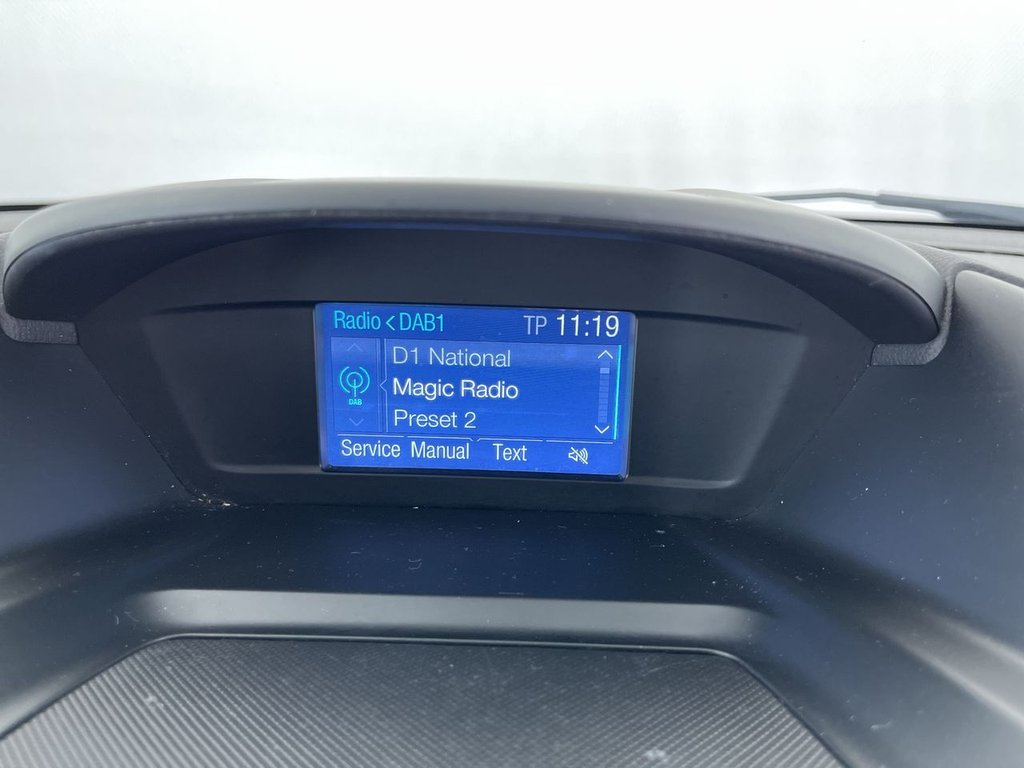 Radio < DAB1 TP 11:19
D1 National
DAB Magic Radio
Preset 2
Service Manual Text